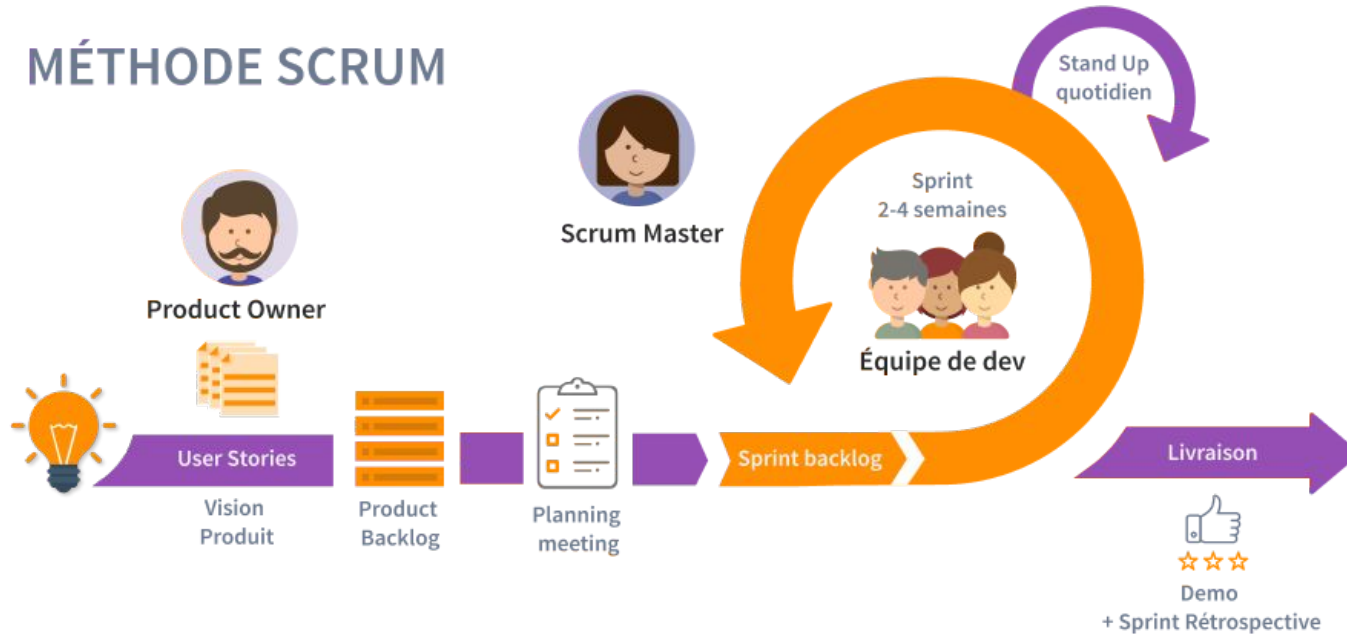 MÉTHODE SCRUM
Stand Up
quotidien
Sprint
2-4 semaines
Scrum Master
Product Owner
Équipe de dev
User Stories
Sprint backlog
Livraison
Vision
Produit
Product
Backlog
Planning
meeting
Demo
+ Sprint Rétrospective